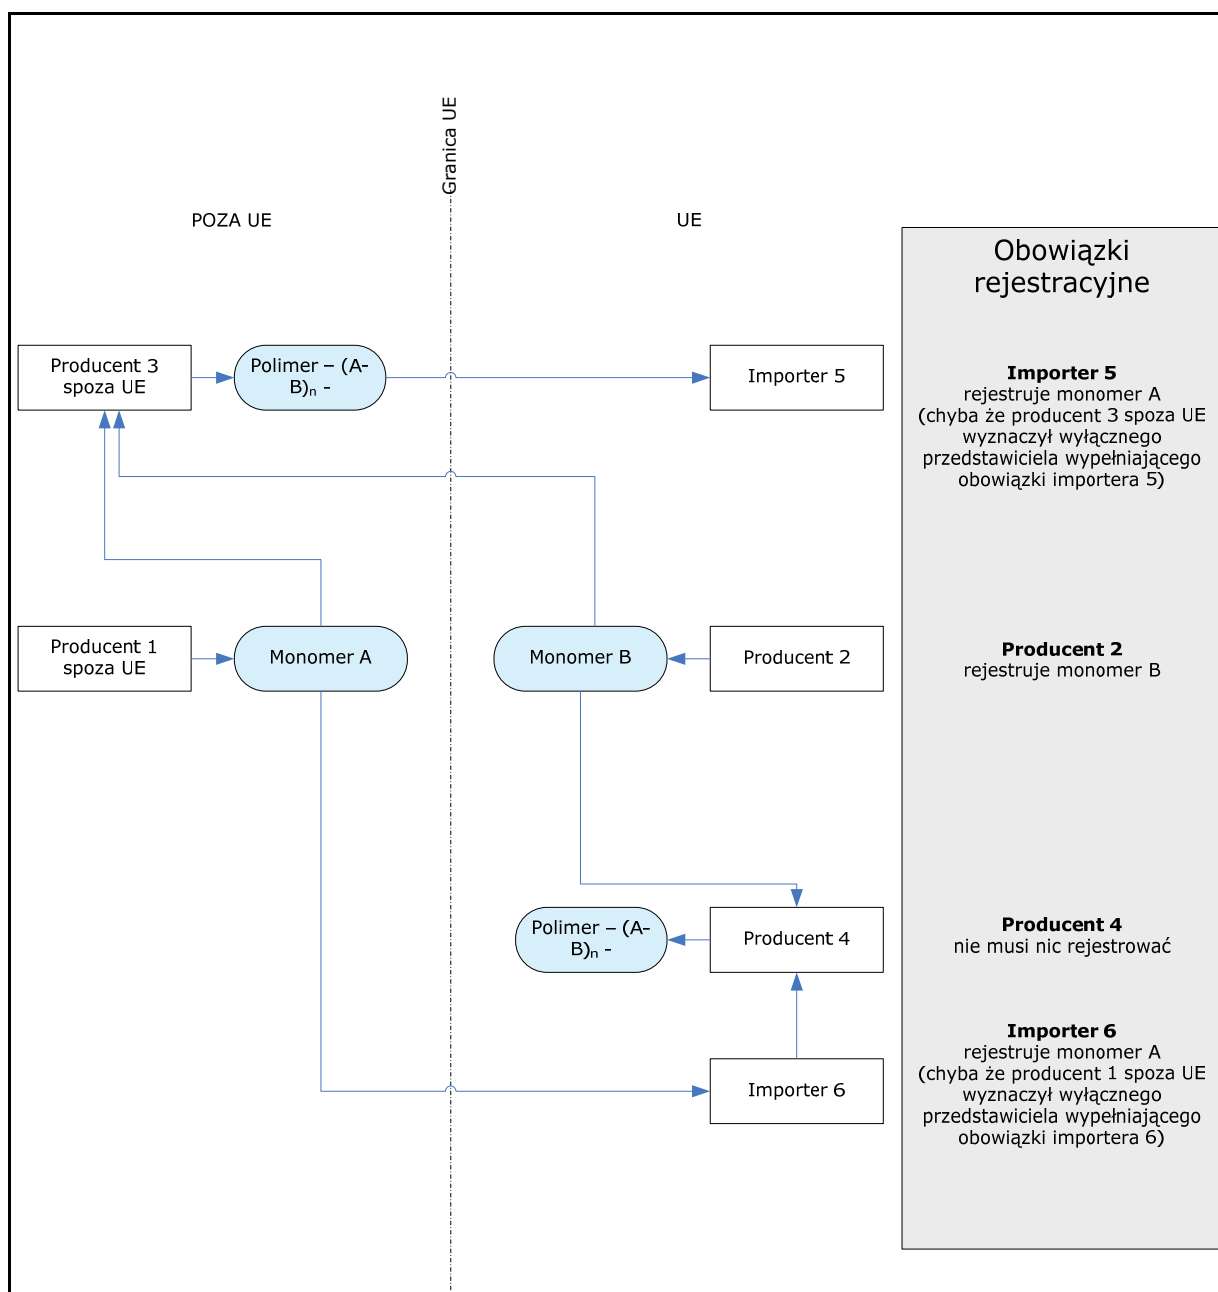 Granica UE
POZA UE
UE
Obowiązki
rejestracyjne
Producent 3
spoza UE
Polimer – (A-
B)n -
Importer 5
Importer 5
rejestruje monomer A
(chyba że producent 3 spoza UE
wyznaczył wyłącznego
przedstawiciela wypełniającego
obowiązki importera 5)
Producent 1
spoza UE
Monomer A
Monomer B
Producent 2
Producent 2
rejestruje monomer B
Polimer – (A-
B)n -
Producent 4
Producent 4
nie musi nic rejestrować
Importer 6
Importer 6
rejestruje monomer A
(chyba że producent 1 spoza UE
wyznaczył wyłącznego
przedstawiciela wypełniającego
obowiązki importera 6)